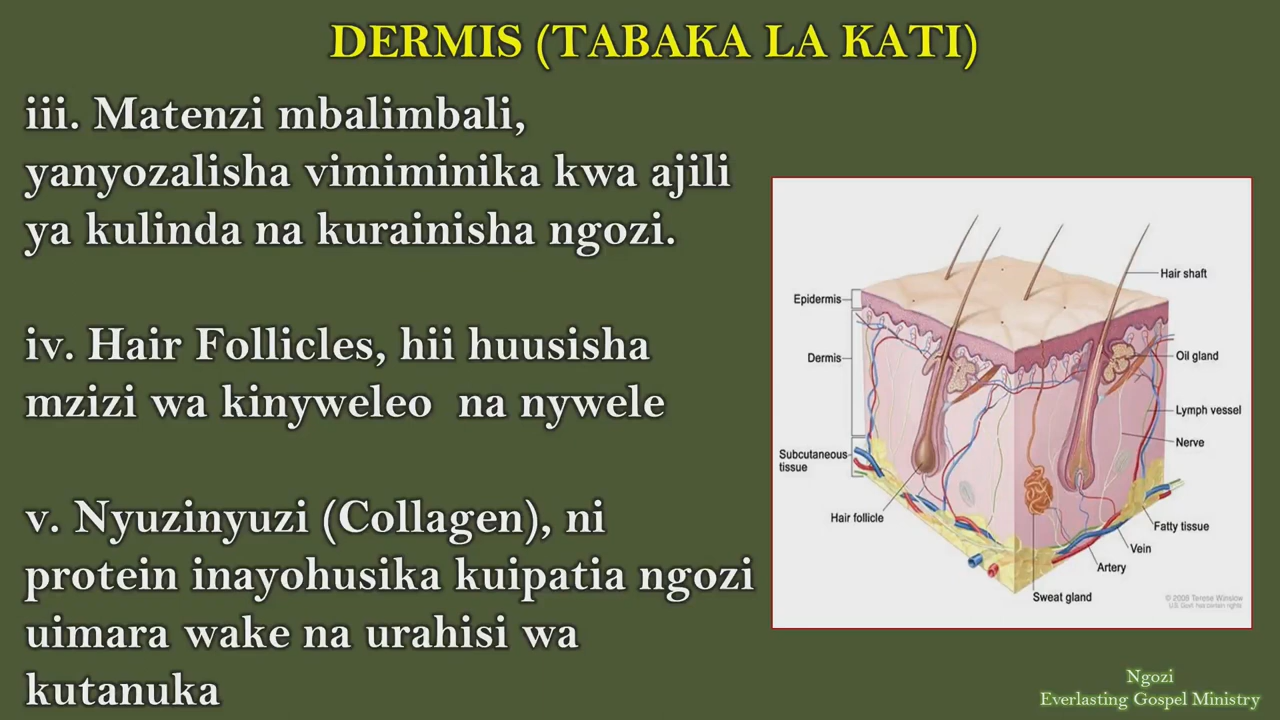 DERMIS (TABAKA LA KATI)
iii. Matenzi mbalimbali,
yanyozalisha vimiminika kwa ajili
ya kulinda na kurainisha ngozi.
iv. Hair Follicles, hii huusisha
mzizi wa kinyweleo na nywele
v. Nyuzinyuzi (Collagen), ni
protein inayohusika kuipatia ngozi
uimara wake na urahisi wa
kutanuka
Hair shaft
Epidermis
Dermis
Oil gland
Lymph vessel
Nerve
Subcutaneous
tissue
Hair follicle
Fatty tissue
Vein
Artery
Sweat gland
© 2008 Terese Winslow
U.S. Govt. has certain rights
Ngozi
Everlasting Gospel Ministry